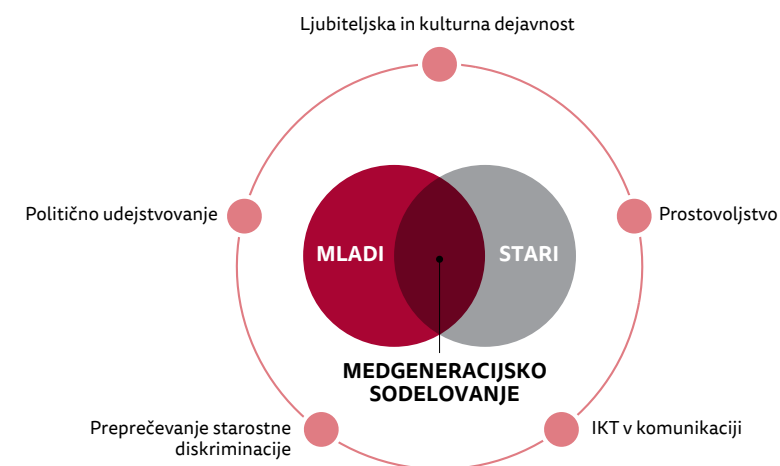 Ljubiteljska in kulturna dejavnost
Politično udejstvovanje
Prostovoljstvo
MLADI
STARI
MEDGENERACIJSKO
SODELOVANJE
Preprečevanje starostne
diskriminacije
IKT v komunikaciji